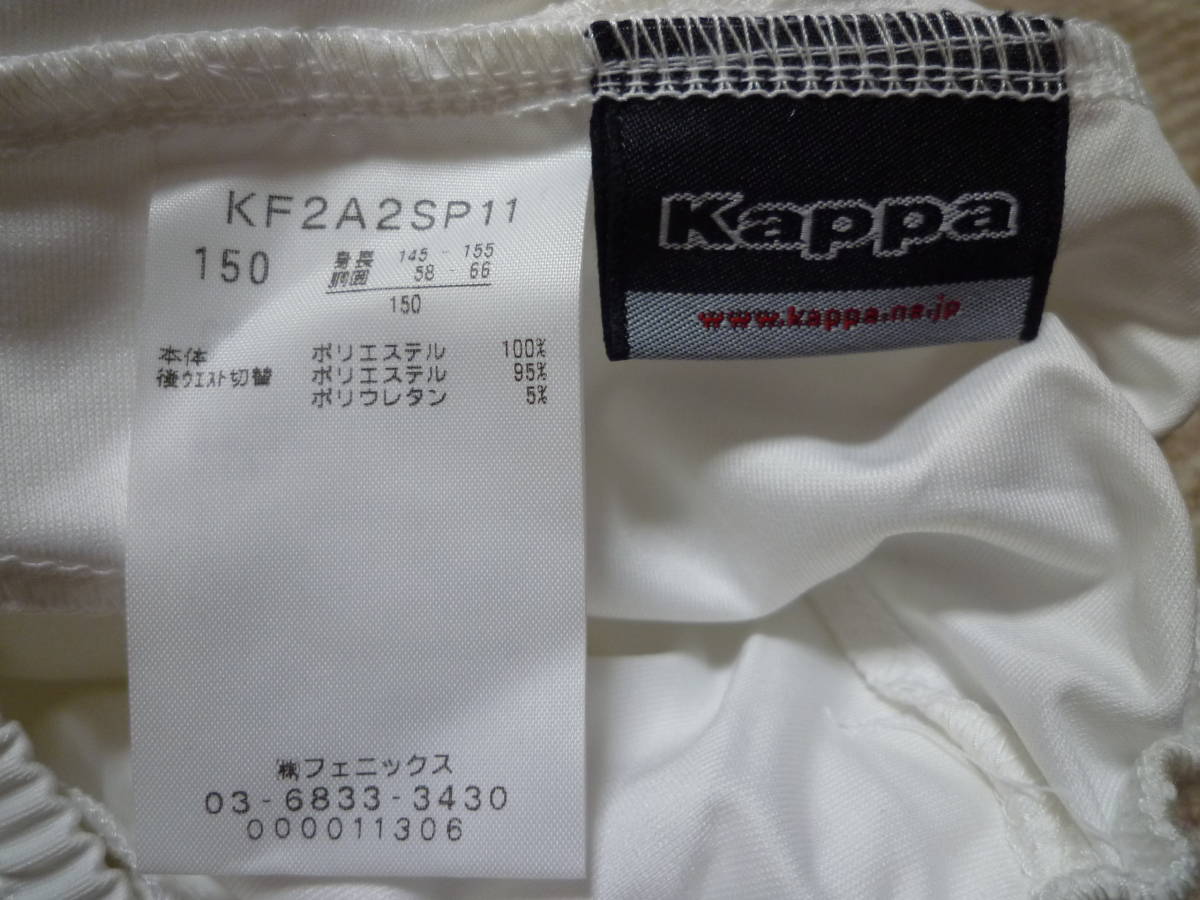 KF2A2SP11
150
身長 145 - 155
胸囲 58 - 66
150
本体 ポリエステル 100%
後ウエスト切替 ポリエステル 95%
ポリウレタン 5%
㈱フェニックス
03-6833-3430
000011306
Kappa
www.kappa.na.jp